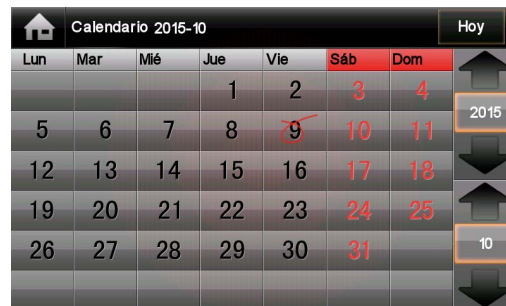 Calendario 2015-10 Hoy
Lun Mar Mié Jue Vie Sáb Dom
1 2 3 4
2015
5 6 7 8 9 10 11
12 13 14 15 16 17 18
19 20 21 22 23 24 25
26 27 28 29 30 31
10